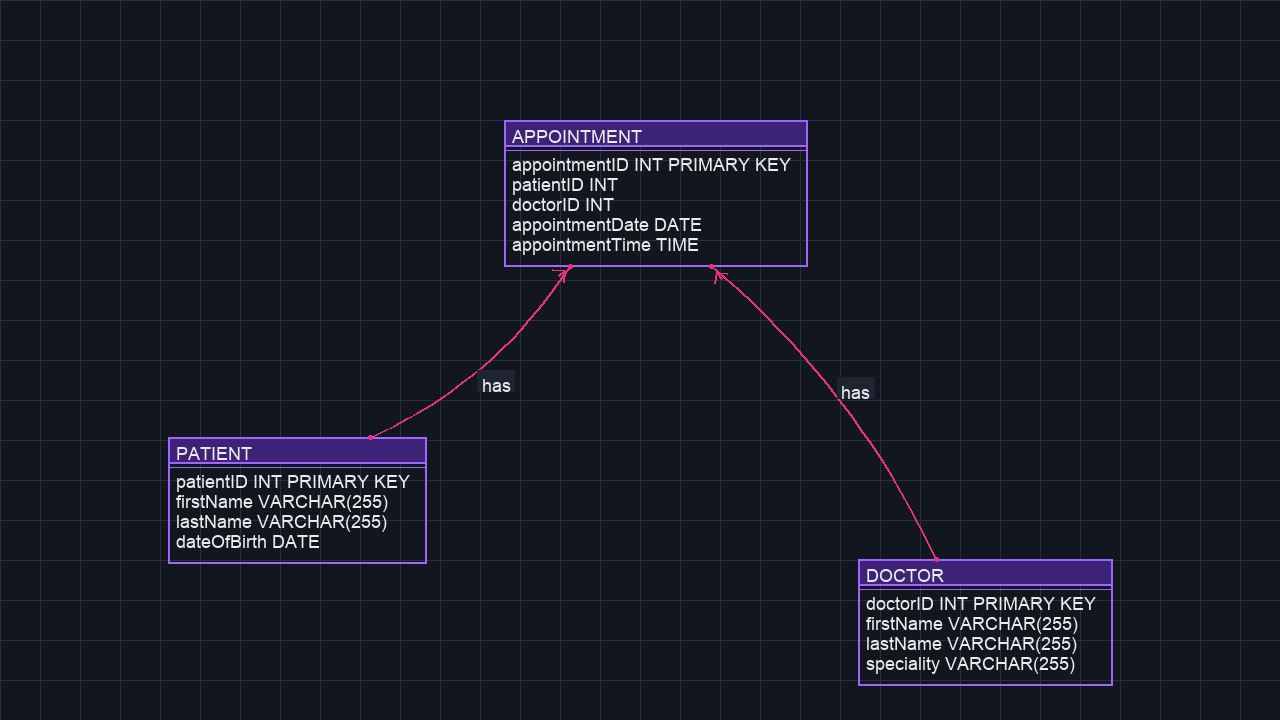 APPOINTMENT
appointmentID INT PRIMARY KEY
patientID INT
doctorID INT
appointmentDate DATE
appointmentTime TIME
has
has
PATIENT
patientID INT PRIMARY KEY
firstName VARCHAR(255)
lastName VARCHAR(255)
dateOfBirth DATE
DOCTOR
doctorID INT PRIMARY KEY
firstName VARCHAR(255)
lastName VARCHAR(255)
speciality VARCHAR(255)